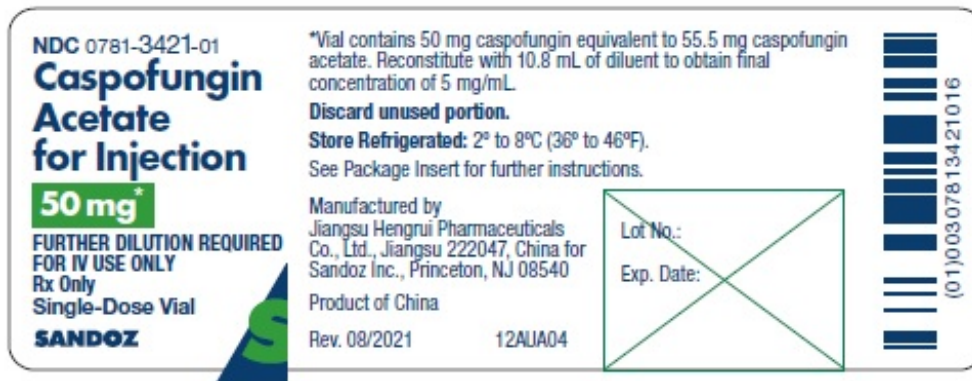 NDC 0781-3421-01
Caspofungin
Acetate
for Injection
50 mg*
FURTHER DILUTION REQUIRED
FOR IV USE ONLY
Rx Only
Single-Dose Vial
SANDOZ
S
*Vial contains 50 mg caspofungin equivalent to 55.5 mg caspofungin
acetate. Reconstitute with 10.8 mL of diluent to obtain final
concentration of 5 mg/mL.
Discard unused portion.
Store Refrigerated: 2º to 8ºC (36º to 46ºF).
See Package Insert for further instructions.
Manufactured by
Jiangsu Hengrui Pharmaceuticals
Co., Ltd., Jiangsu 222047, China for
Sandoz Inc., Princeton, NJ 08540
Product of China
Rev. 08/2021 12AUA04
Lot No.:
Exp. Date:
(01)00307813421016